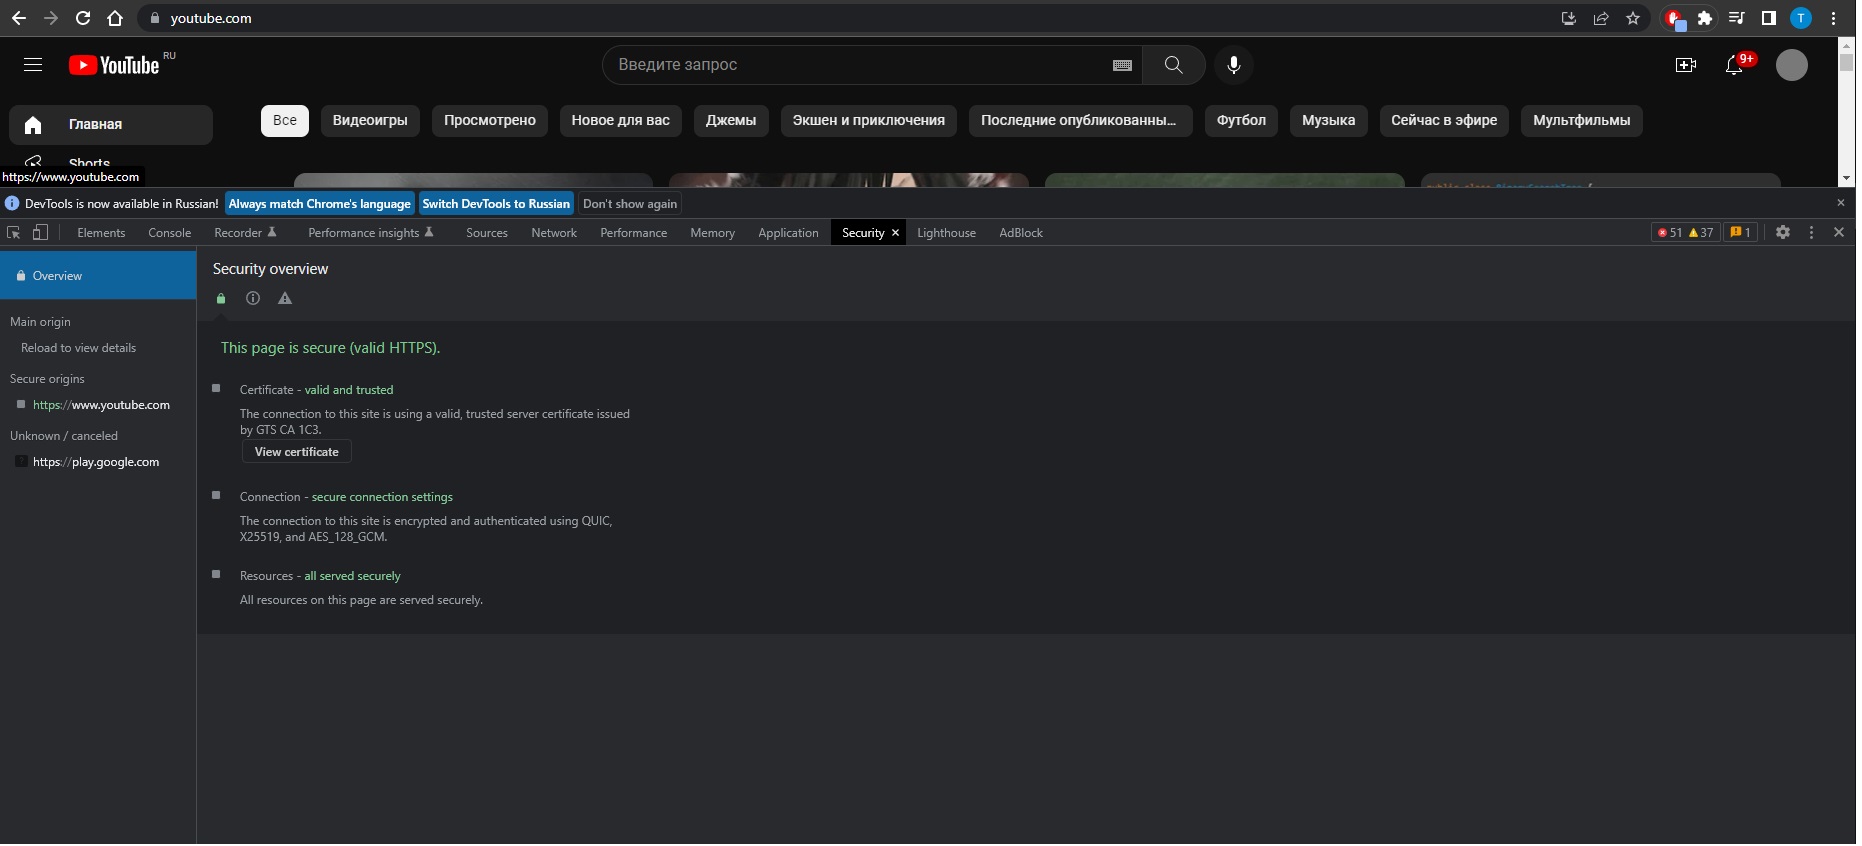 youtube.com
T
YouTube RU
Введите запрос
9+
Главная
Все
Видеоигры
Просмотрено
Новое для вас
Джемы
Экшен и приключения
Последние опубликованны...
Футбол
Музыка
Сейчас в эфире
Мультфильмы
Shorts
https://www.youtube.com
DevTools is now available in Russian!
Always match Chrome's language
Switch DevTools to Russian
Don't show again
Elements
Console
Recorder
Performance insights
Sources
Network
Performance
Memory
Application
Security
Lighthouse
AdBlock
51
37
1
Overview
Main origin
Reload to view details
Secure origins
https://www.youtube.com
Unknown / canceled
https://play.google.com
Security overview
This page is secure (valid HTTPS).
Certificate - valid and trusted
The connection to this site is using a valid, trusted server certificate issued
by GTS CA 1C3.
View certificate
Connection - secure connection settings
The connection to this site is encrypted and authenticated using QUIC,
X25519, and AES_128_GCM.
Resources - all served securely
All resources on this page are served securely.